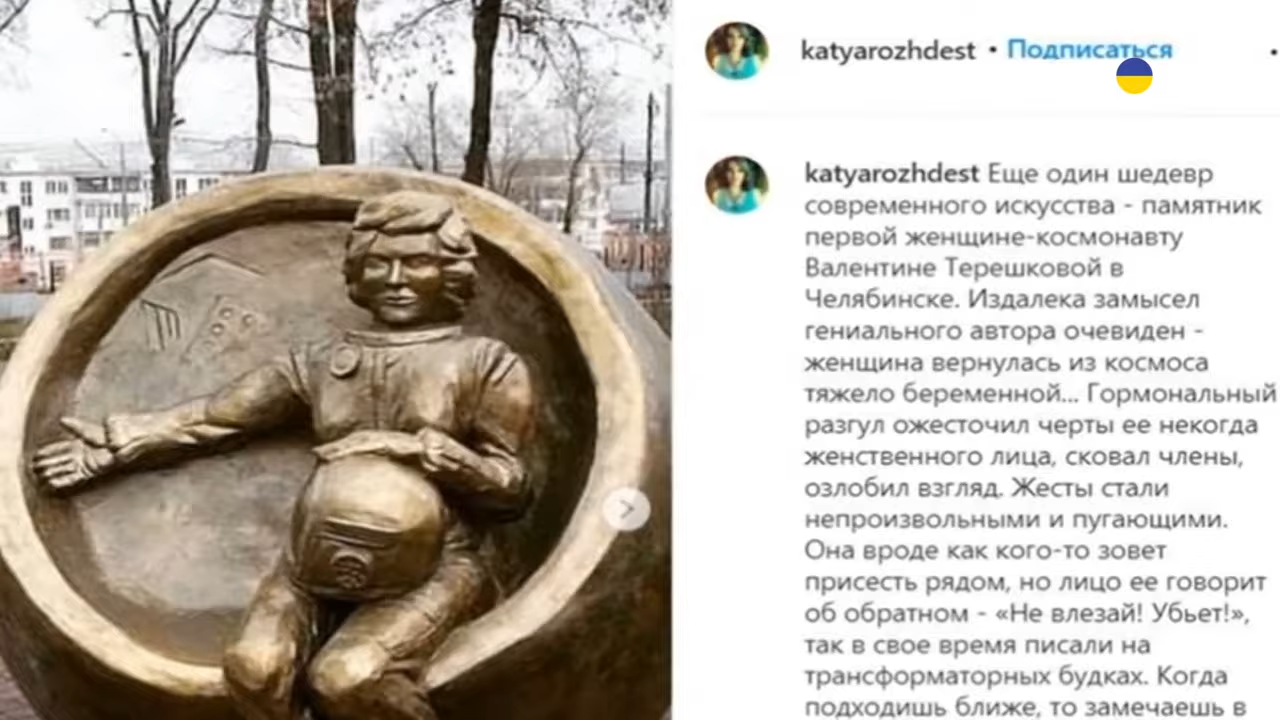 katyarozhdest • Подписаться
katyarozhdest Еще один шедевр
современного искусства - памятник
первой женщине-космонавту
Валентине Терешковой в
Челябинске. Издалека замысел
гениального автора очевиден -
женщина вернулась из космоса
тяжело беременной... Гормональный
разгул ожесточил черты ее некогда
женственного лица, сковал члены,
озлобил взгляд. Жесты стали
непроизвольными и пугающими.
Она вроде как кого-то зовет
присесть рядом, но лицо ее говорит
об обратном - «Не влезай! Убьет!»,
так в свое время писали на
трансформаторных будках. Когда
подходишь ближе, то замечаешь в